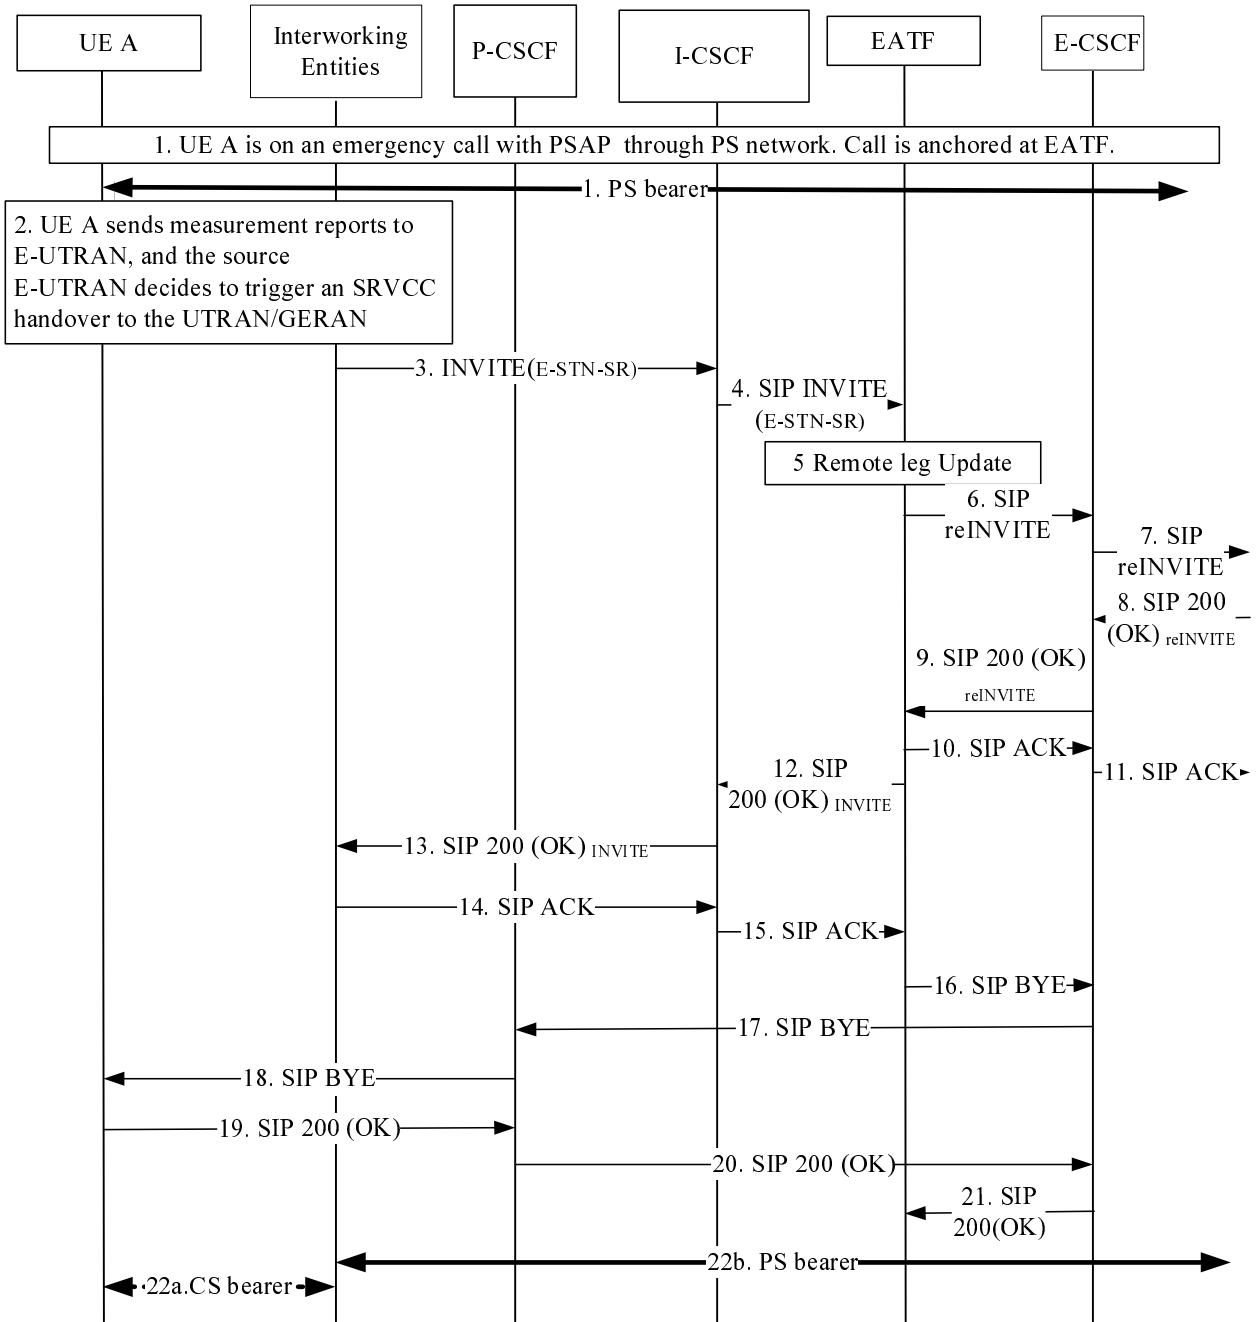 UE A
Interworking
Entities
P-CSCF
I-CSCF
EATF
E-CSCF
1. UE A is on an emergency call with PSAP through PS network. Call is anchored at EATF.
1. PS bearer
2. UE A sends measurement reports to
E-UTRAN, and the source
E-UTRAN decides to trigger an SRVCC
handover to the UTRAN/GERAN
3. INVITE(E-STN-SR)
4. SIP INVITE
(E-STN-SR)
5 Remote leg Update
6. SIP
reINVITE
7. SIP
reINVITE
8. SIP 200
(OK) reINVITE
9. SIP 200 (OK)
reINVITE
10. SIP ACK
11. SIP ACK
12. SIP
200 (OK) INVITE
13. SIP 200 (OK) INVITE
14. SIP ACK
15. SIP ACK
16. SIP BYE
17. SIP BYE
18. SIP BYE
19. SIP 200 (OK)
20. SIP 200 (OK)
21. SIP
200(OK)
22b. PS bearer
22a.CS bearer